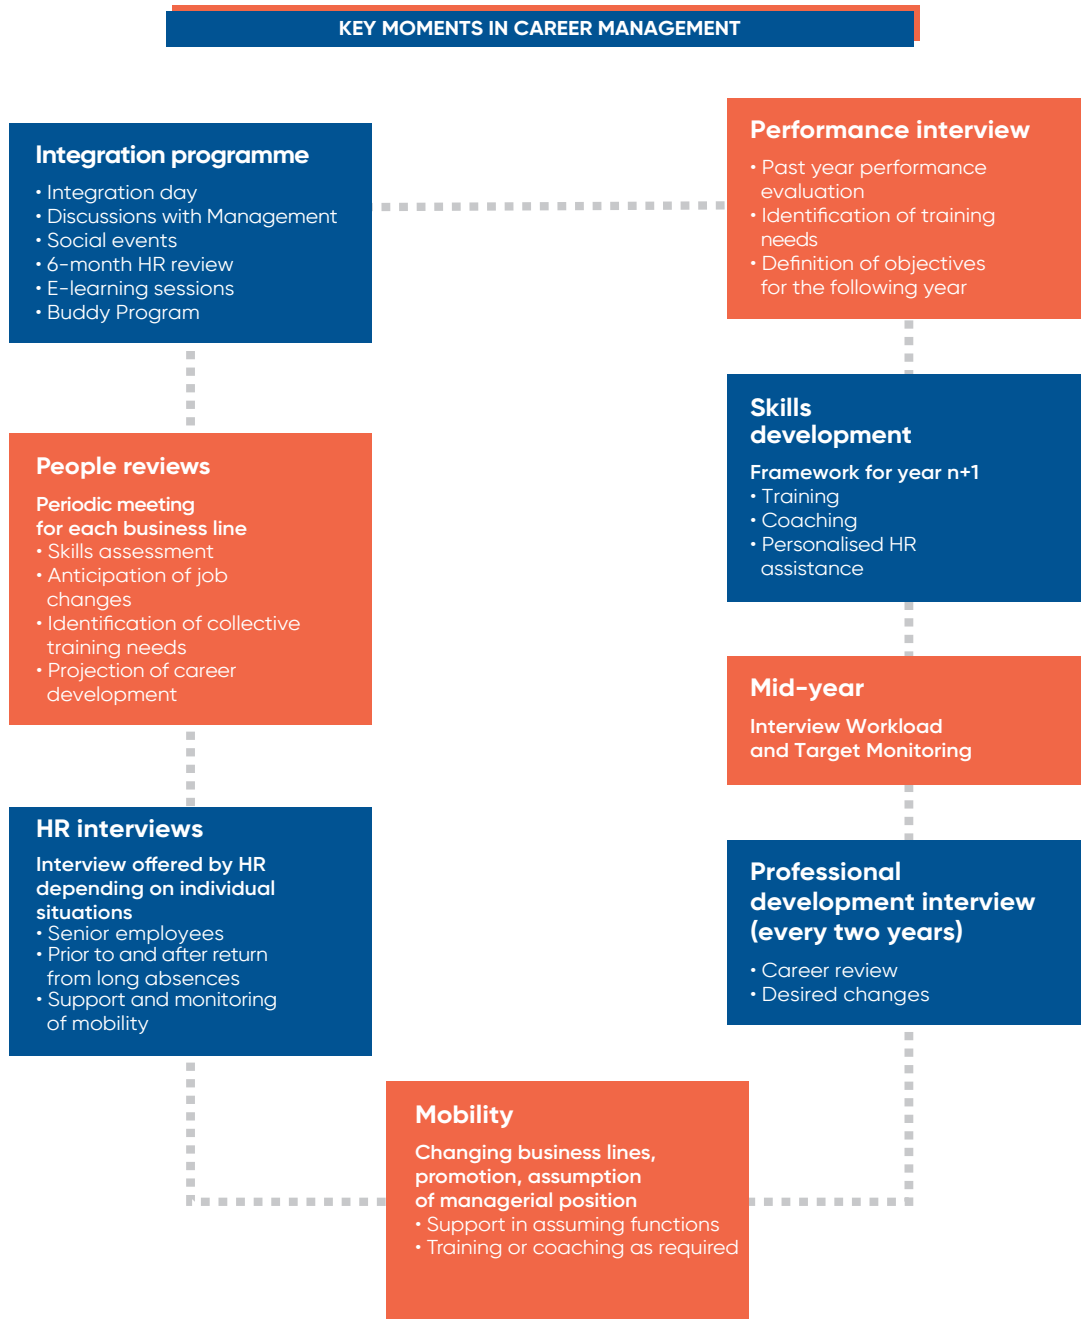 KEY MOMENTS IN CAREER MANAGEMENT
Integration programme
• Integration day
• Discussions with Management
• Social events
• 6-month HR review
• E-learning sessions
• Buddy Program
Performance interview
• Past year performance
evaluation
• Identification of training
needs
• Definition of objectives
for the following year
Skills
development
Framework for year n+1
• Training
• Coaching
• Personalised HR
assistance
People reviews
Periodic meeting
for each business line
• Skills assessment
• Anticipation of job
changes
• Identification of collective
training needs
• Projection of career
development
Mid-year
Interview Workload
and Target Monitoring
HR interviews
Interview offered by HR
depending on individual
situations
• Senior employees
• Prior to and after return
from long absences
• Support and monitoring
of mobility
Professional
development interview
(every two years)
• Career review
• Desired changes
Mobility
Changing business lines,
promotion, assumption
of managerial position
• Support in assuming functions
• Training or coaching as required